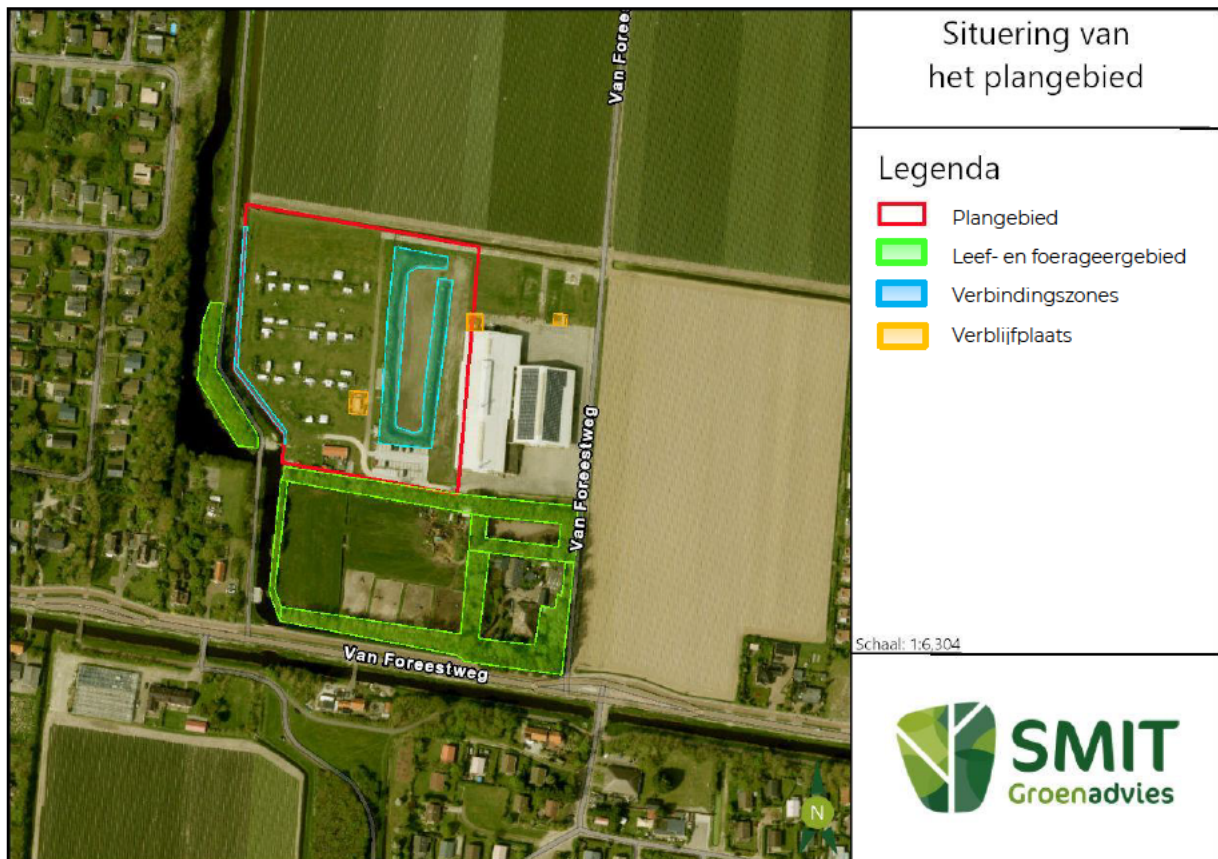 Situering van
het plangebied
Legenda
Plangebied
Leef- en foerageergebied
Verbindingszones
Verblijfplaats
Schaal: 1:6,304
SMIT
Groenadvies
Van Fore
Van Foreestweg
Van Foreestweg
N